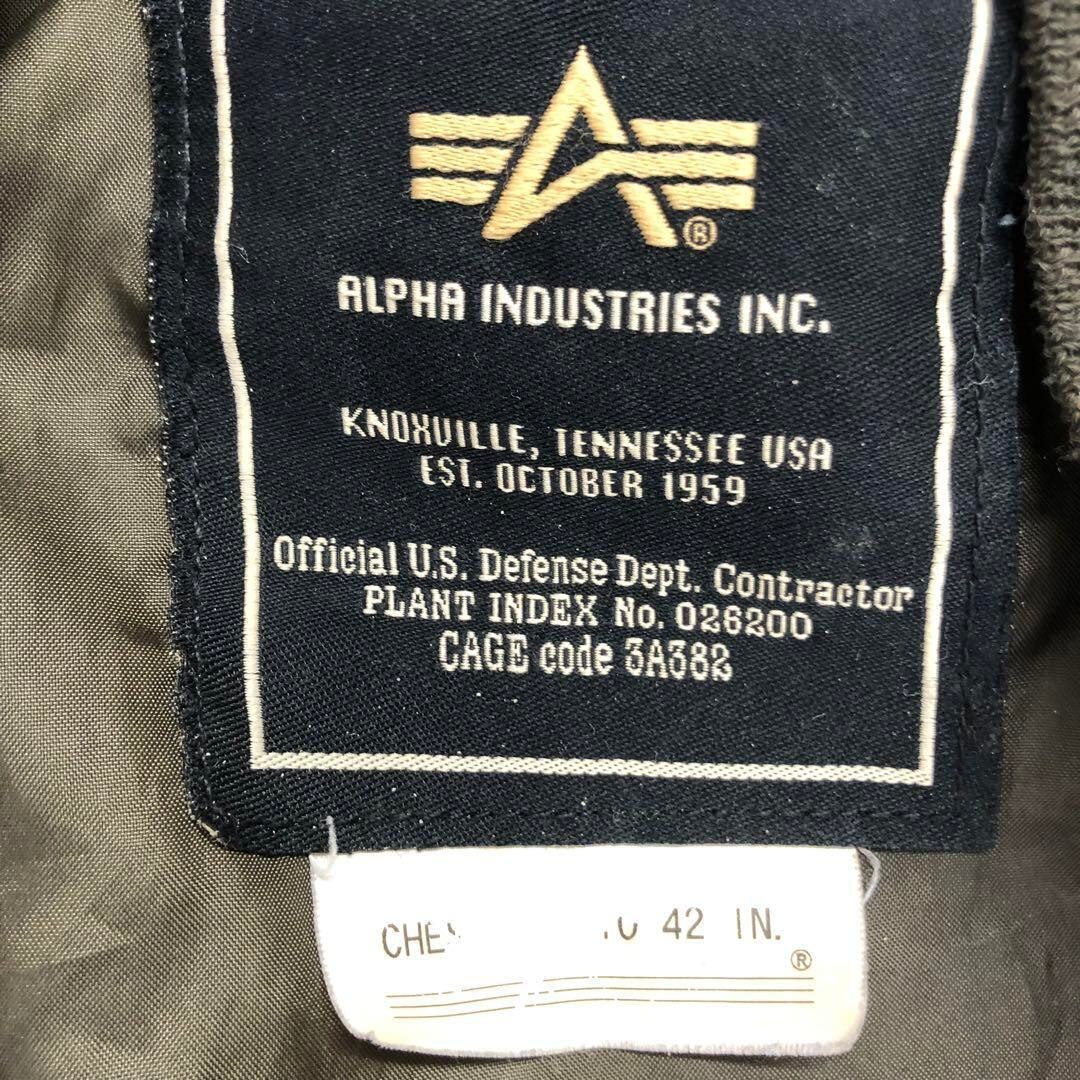 ®
ALPHA INDUSTRIES INC.
KNOXVILLE, TENNESSEE USA
EST. OCTOBER 1959
Official U.S. Defense Dept. Contractor
PLANT INDEX No. 026200
CAGE code 3A382
42 IN.
®